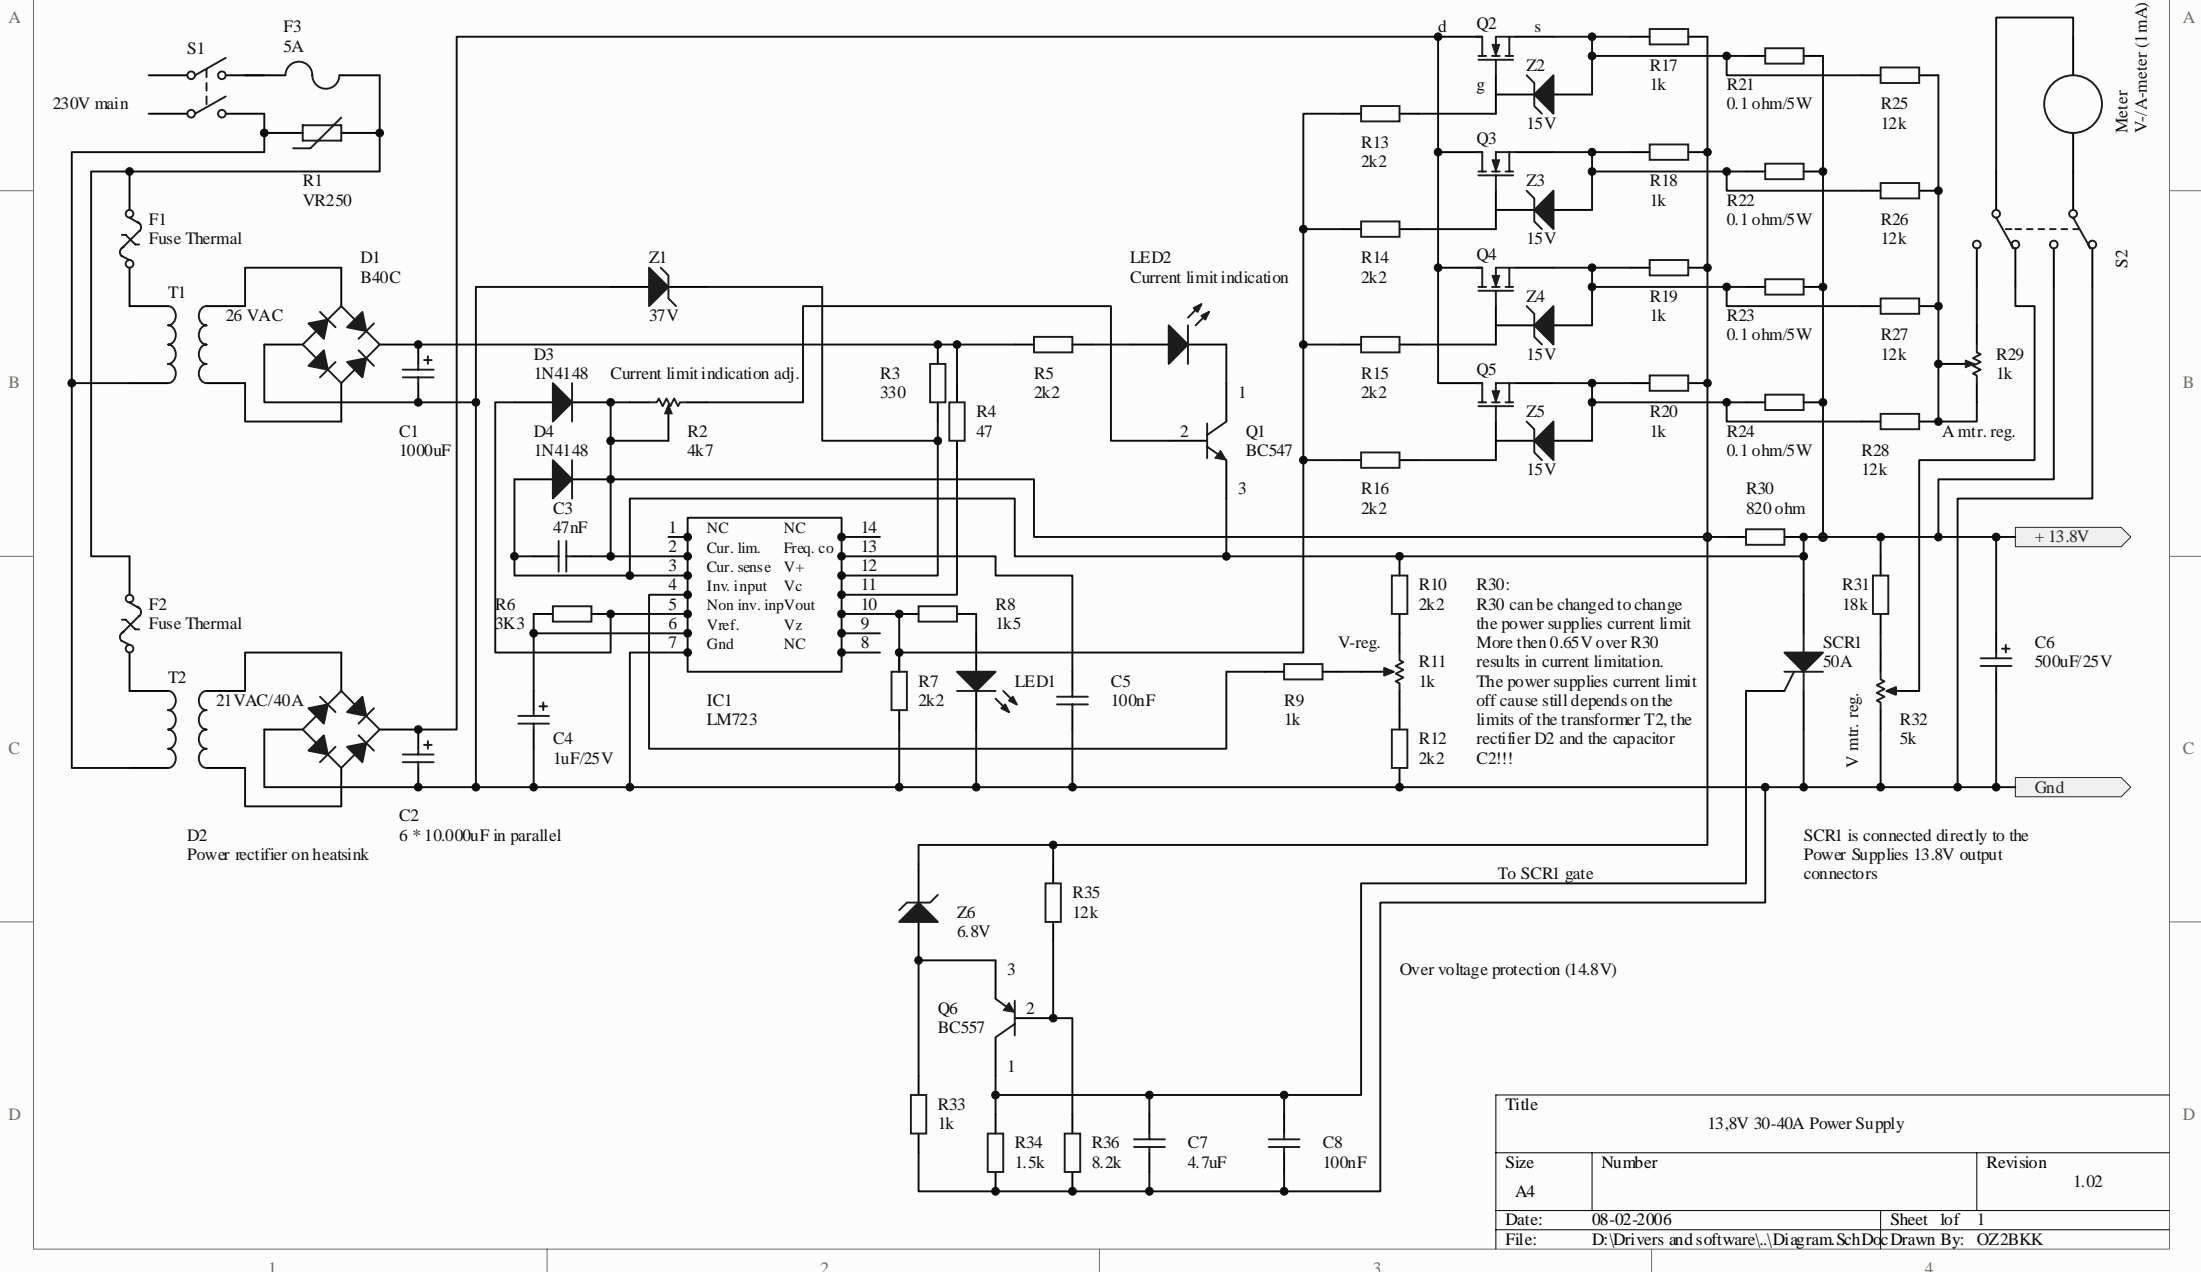 A
A
B
B
C
C
D
D
1
2
3
4
S1
F3
5A
230V main
R1
VR250
F1
Fuse Thermal
T1
26 VAC
D1
B40C
C1
1000uF
F2
Fuse Thermal
T2
21VAC/40A
D2
Power rectifier on heatsink
C2
6 * 10.000uF in parallel
+
+
Z1
37V
D3
1N4148
Current limit indication adj.
D4
1N4148
R2
4k7
C3
47nF
R3
330
R4
47
R5
2k2
LED2
Current limit indication
1
2
3
Q1
BC547
1 NC NC 14
2 Cur. lim. Freq. co 13
3 Cur. sense V+ 12
4 Inv. input Vc 11
5 Non inv. inp Vout 10
6 Vref. Vz 9
7 Gnd NC 8
IC1
LM723
R6
3K3
+
C4
1uF/25V
R7
2k2
R8
1k5
LED1
C5
100nF
R9
1k
V-reg.
R10
2k2
R11
1k
R12
2k2
R13
2k2
R14
2k2
R15
2k2
R16
2k2
d
Q2
s
g
Z2
15V
Q3
Z3
15V
Q4
Z4
15V
Q5
Z5
15V
R17
1k
R18
1k
R19
1k
R20
1k
R21
0.1 ohm/5W
R22
0.1 ohm/5W
R23
0.1 ohm/5W
R24
0.1 ohm/5W
R25
12k
R26
12k
R27
12k
R28
12k
R29
1k
A mtr. reg.
Meter
V-/A-meter (1mA)
S2
R30
820 ohm
R30:
R30 can be changed to change
the power supplies current limit
More then 0.65V over R30
results in current limitation.
The power supplies current limit
off cause still depends on the
limits of the transformer T2, the
rectifier D2 and the capacitor
C2!!!
SCR1
50A
R31
18k
R32
5k
V mtr. reg.
+
C6
500uF/25V
+ 13.8V
Gnd
SCR1 is connected directly to the
Power Supplies 13.8V output
connectors
To SCR1 gate
Over voltage protection (14.8V)
Z6
6.8V
R35
12k
3
2
1
Q6
BC557
R33
1k
R34
1.5k
R36
8.2k
C7
4.7uF
C8
100nF
Title
13,8V 30-40A Power Supply
Size
A4
Number
Revision
1.02
Date: 08-02-2006 Sheet 1of 1
File: D:\Drivers and software\..\Diagram.SchDoc Drawn By: OZ2BKK